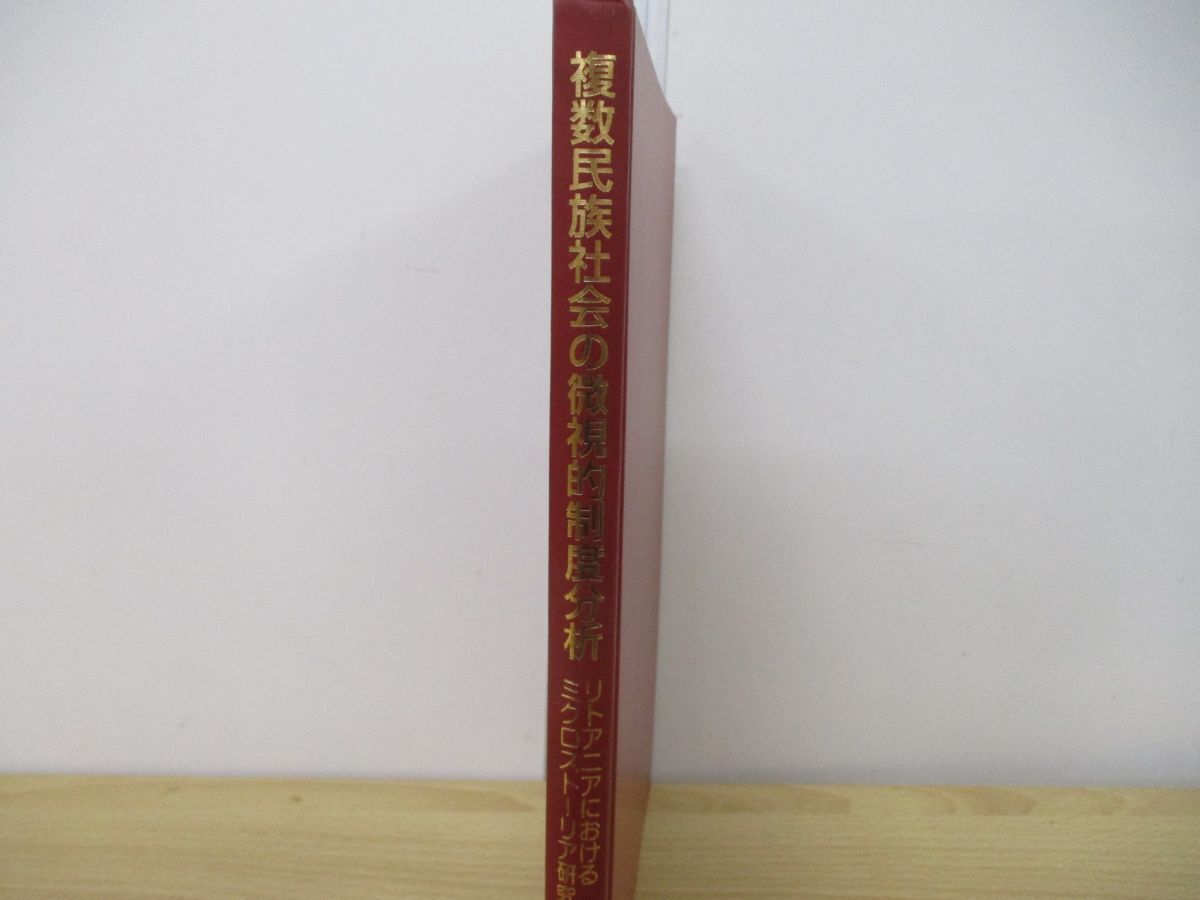 複数民族社会の微視的制度分析
リトアニアにおける
ミクロストーリア研究